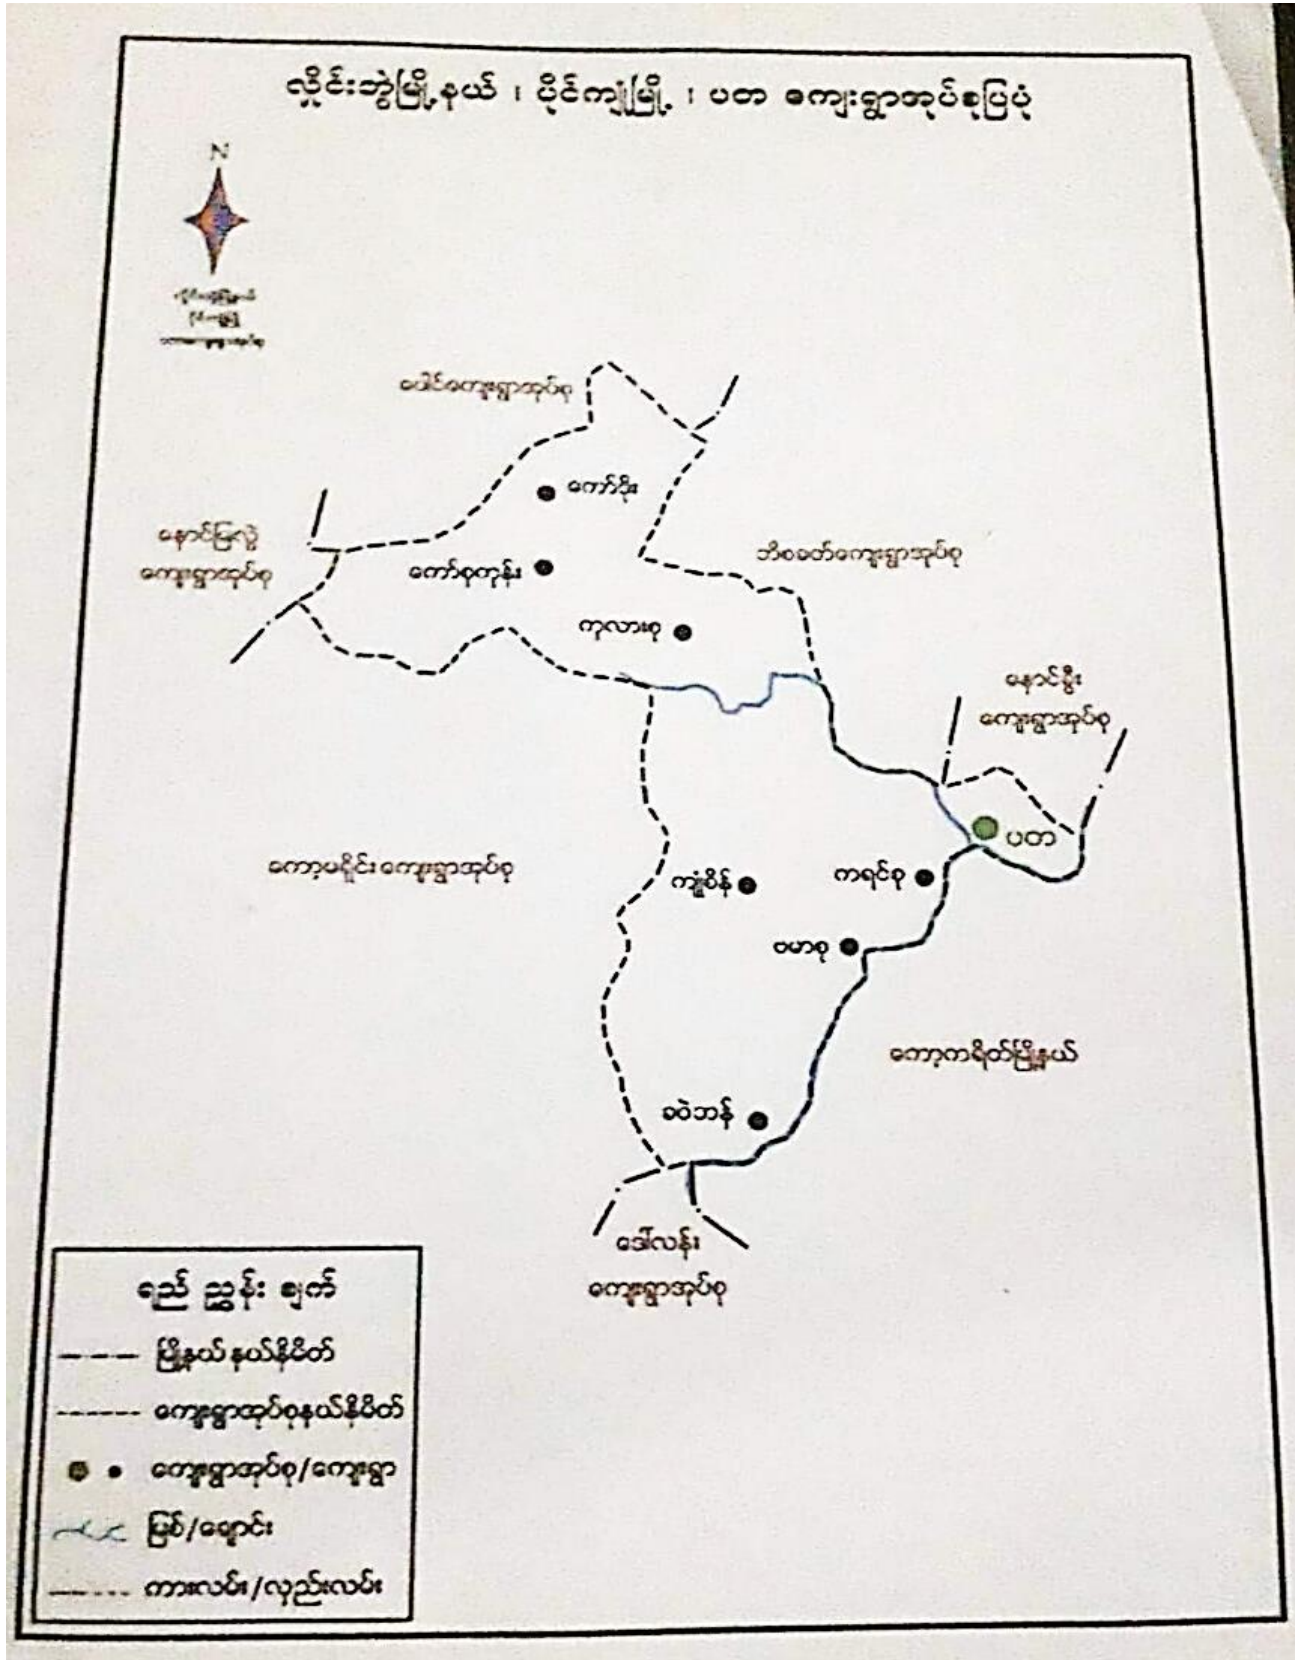 လှိုင်းဘွဲမြို့နယ် ၊ ပိုင်ကျုံမြို့ ၊ ပတ ကျေးရွာအုပ်စုပြပုံ
N
ပေါင်ကျေးရွာအုပ်စု
ကော်ဒိုး
နောင်မြလွဲ
ကျေးရွာအုပ်စု
ဘိစခတ်ကျေးရွာအုပ်စု
ကော်စုကုန်း
ကုလားစု
နောင်ငွီး
ကျေးရွာအုပ်စု
ပတ
ကော့မရိုင်းကျေးရွာအုပ်စု
ကျုံစိန်
ကရင်စု
ဗမာစု
ကော့ကရိတ်မြို့နယ်
ခဝဲဘန်
ဒေါ်လန်း
ကျေးရွာအုပ်စု
ရည် ညွှန်း ချက်
မြို့နယ်နယ်နိမိတ်
ကျေးရွာအုပ်စုနယ်နိမိတ်
ကျေးရွာအုပ်စု/ကျေးရွာ
မြစ်/ချောင်း
ကားလမ်း/လှည်းလမ်း